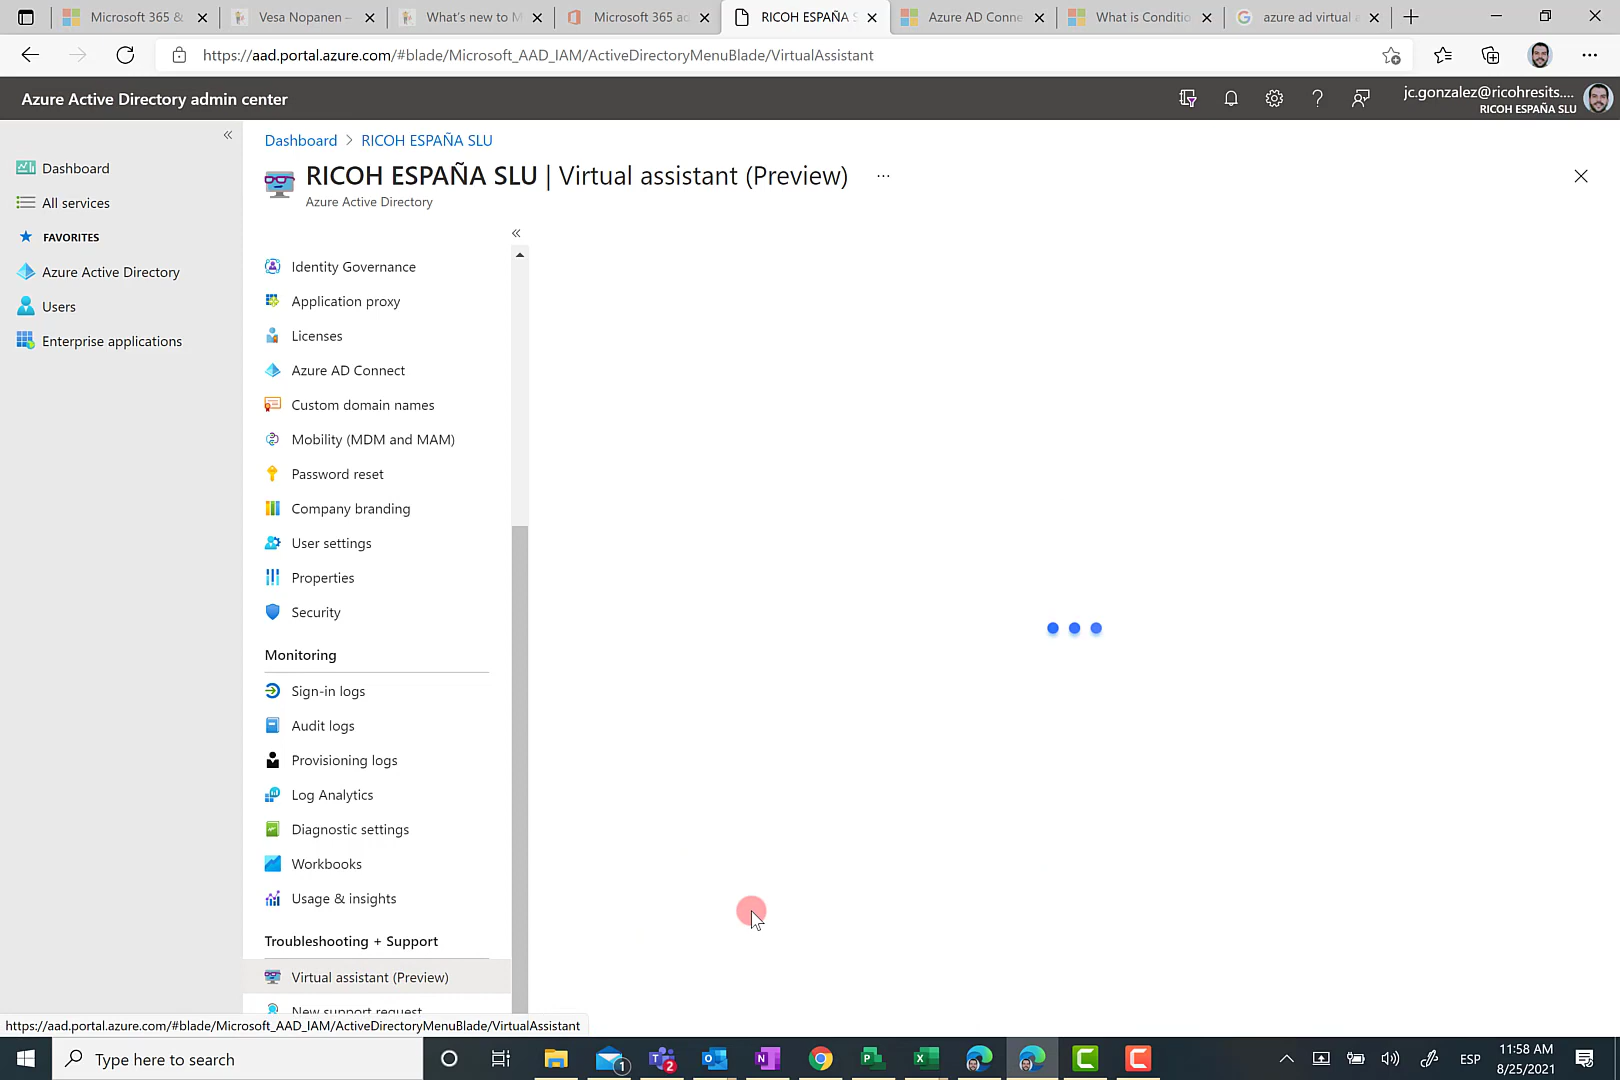 Microsoft 365 &
Vesa Nopanen –
What's new to M
Microsoft 365 ad
RICOH ESPAÑA S
Azure AD Conne
What is Conditio
azure ad virtual a
https://aad.portal.azure.com/#blade/Microsoft_AAD_IAM/ActiveDirectoryMenuBlade/VirtualAssistant
Azure Active Directory admin center
jc.gonzalez@ricohresits....
RICOH ESPAÑA SLU
Dashboard
All services
FAVORITES
Azure Active Directory
Users
Enterprise applications
Dashboard > RICOH ESPAÑA SLU
RICOH ESPAÑA SLU | Virtual assistant (Preview) ...
Azure Active Directory
Identity Governance
Application proxy
Licenses
Azure AD Connect
Custom domain names
Mobility (MDM and MAM)
Password reset
Company branding
User settings
Properties
Security
Monitoring
Sign-in logs
Audit logs
Provisioning logs
Log Analytics
Diagnostic settings
Workbooks
Usage & insights
Troubleshooting + Support
Virtual assistant (Preview)
New support request
https://aad.portal.azure.com/#blade/Microsoft_AAD_IAM/ActiveDirectoryMenuBlade/VirtualAssistant
Type here to search
1
2
ESP
11:58 AM
8/25/2021